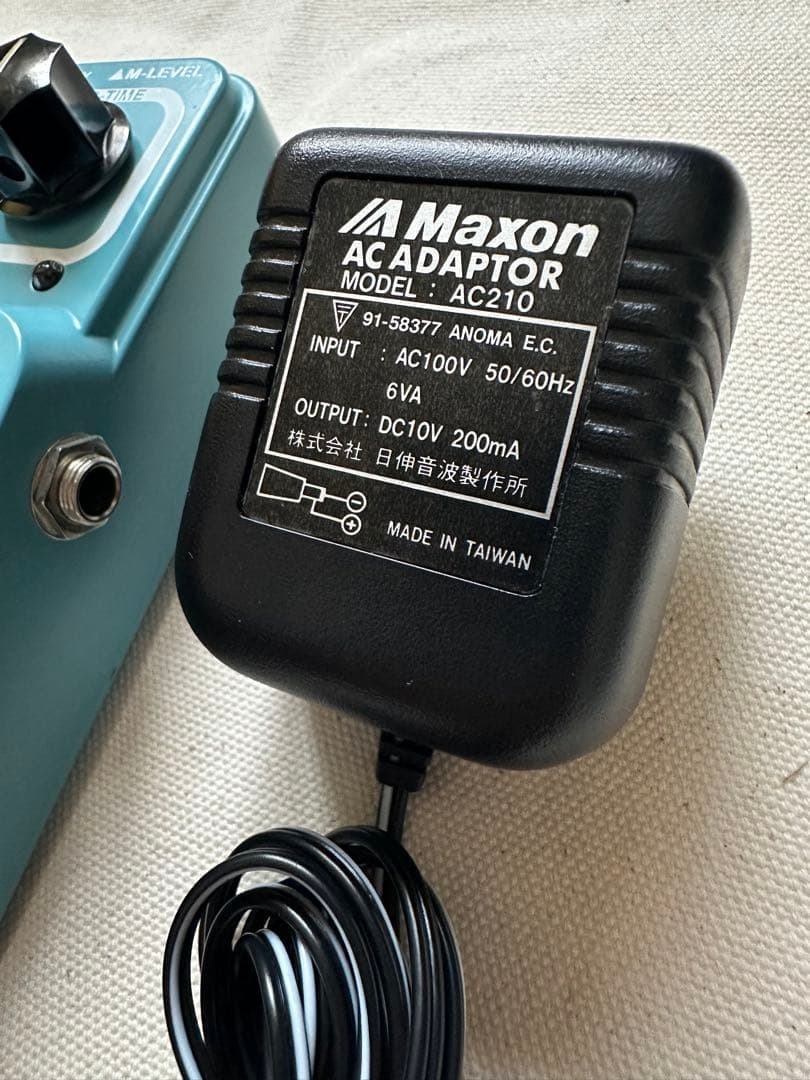 ▲M-LEVEL
-TIME
Maxon
AC ADAPTOR
MODEL : AC210
T 91-58377 ANOMA E.C.
INPUT : AC100V 50/60Hz
6VA
OUTPUT : DC10V 200mA
株式会社 日伸音波製作所
− 
+
MADE IN TAIWAN